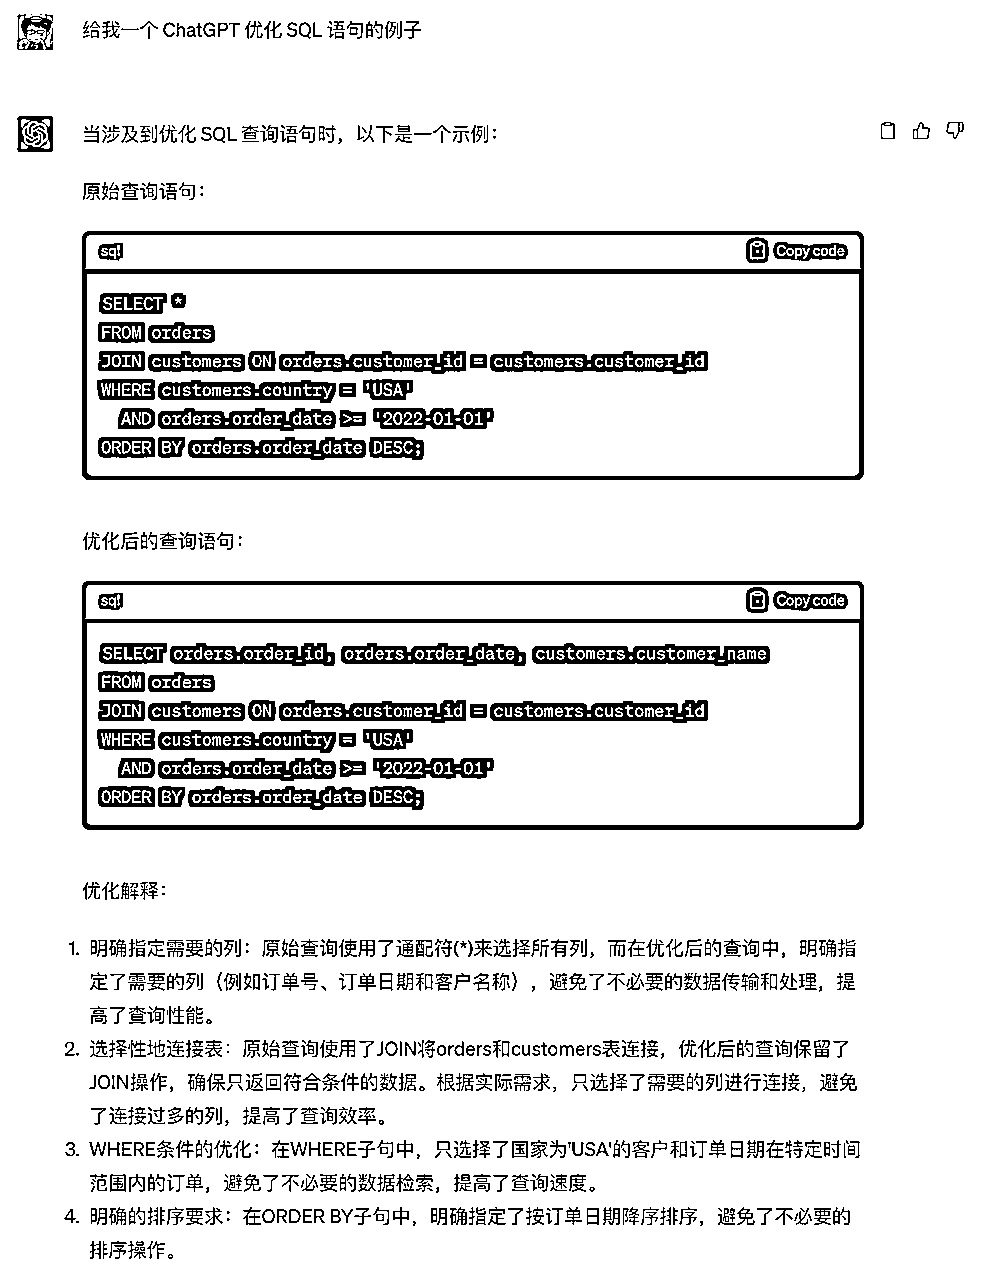 给我一个 ChatGPT 优化 SQL 语句的例子
当涉及到优化 SQL 查询语句时，以下是一个示例：
原始查询语句：
sql Copy code
SELECT *
FROM orders
JOIN customers ON orders.customer_id = customers.customer_id
WHERE customers.country = 'USA'
AND orders.order_date >= '2022-01-01'
ORDER BY orders.order_date DESC;
优化后的查询语句：
sql Copy code
SELECT orders.order_id, orders.order_date, customers.customer_name
FROM orders
JOIN customers ON orders.customer_id = customers.customer_id
WHERE customers.country = 'USA'
AND orders.order_date >= '2022-01-01'
ORDER BY orders.order_date DESC;
优化解释：
1. 明确指定需要的列：原始查询使用了通配符(*)来选择所有列，而在优化后的查询中，明确指
定了需要的列（例如订单号、订单日期和客户名称），避免了不必要的数据传输和处理，提
高了查询性能。
2. 选择性地连接表：原始查询使用了JOIN将orders和customers表连接，优化后的查询保留了
JOIN操作，确保只返回符合条件的数据。根据实际需求，只选择了需要的列进行连接，避免
了连接过多的列，提高了查询效率。
3. WHERE条件的优化：在WHERE子句中，只选择了国家为'USA'的客户和订单日期在特定时间
范围内的订单，避免了不必要的数据检索，提高了查询速度。
4. 明确的排序要求：在ORDER BY子句中，明确指定了按订单日期降序排序，避免了不必要的
排序操作。